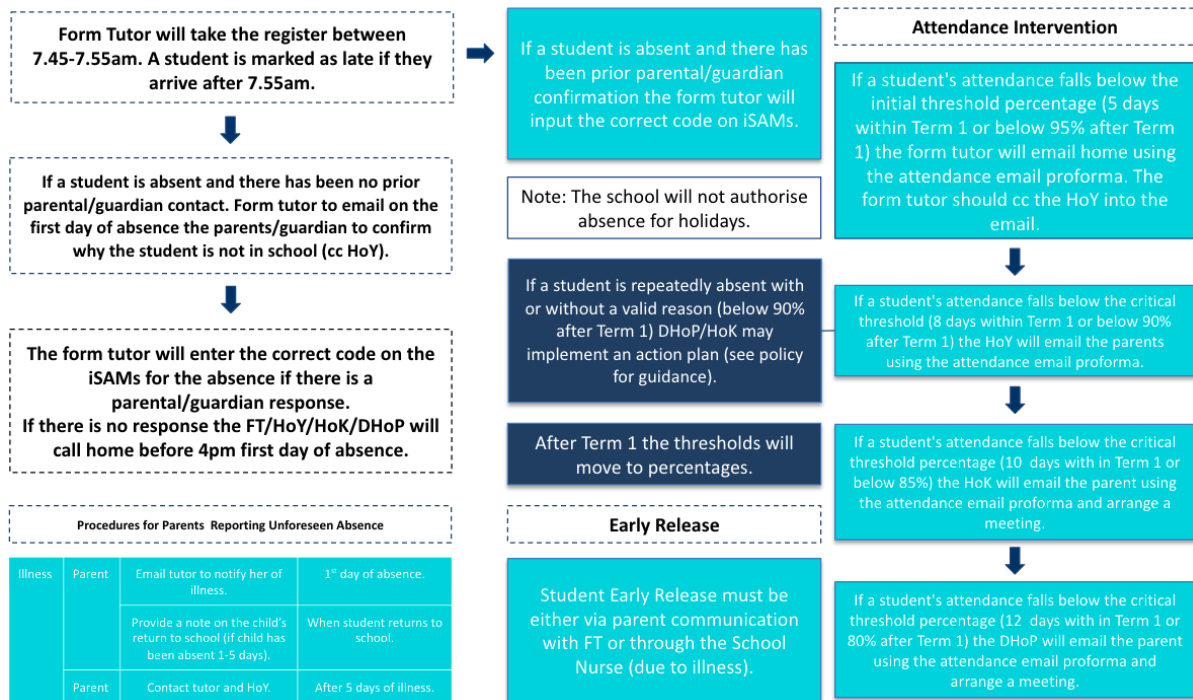 Form Tutor will take the register between
7.45-7.55am. A student is marked as late if they
arrive after 7.55am.
If a student is absent and there has been no prior
parental/guardian contact. Form tutor to email on the
first day of absence the parents/guardian to confirm
why the student is not in school (cc HoY).
The form tutor will enter the correct code on the
iSAMs for the absence if there is a
parental/guardian response.
If there is no response the FT/HoY/HoK/DHoP will
call home before 4pm first day of absence.
Procedures for Parents Reporting Unforeseen Absence
Illness
Parent
Email tutor to notify her of
illness.
1st day of absence.
Provide a note on the child's
return to school (if child has
been absent 1-5 days).
When student returns to
school.
Parent
Contact tutor and HoY.
After 5 days of illness.
If a student is absent and there has
been prior parental/guardian
confirmation the form tutor will
input the correct code on iSAMs.
Note: The school will not authorise
absence for holidays.
If a student is repeatedly absent with
or without a valid reason (below 90%
after Term 1) DHoP/HoK may
implement an action plan (see policy
for guidance).
After Term 1 the thresholds will
move to percentages.
Early Release
Student Early Release must be
either via parent communication
with FT or through the School
Nurse (due to illness).
Attendance Intervention
If a student's attendance falls below the
initial threshold percentage (5 days
within Term 1 or below 95% after Term
1) the form tutor will email home using
the attendance email proforma. The
form tutor should cc the HoY into the
email.
If a student's attendance falls below the critical
threshold (8 days within Term 1 or below 90%
after Term 1) the HoY will email the parents
using the attendance email proforma.
If a student's attendance falls below the critical
threshold percentage (10 days with in Term 1 or
below 85%) the HoK will email the parent using
the attendance email proforma and arrange a
meeting.
If a student's attendance falls below the critical
threshold percentage (12 days with in Term 1 or
80% after Term 1) the DHoP will email the parent
using the attendance email proforma and
arrange a meeting.